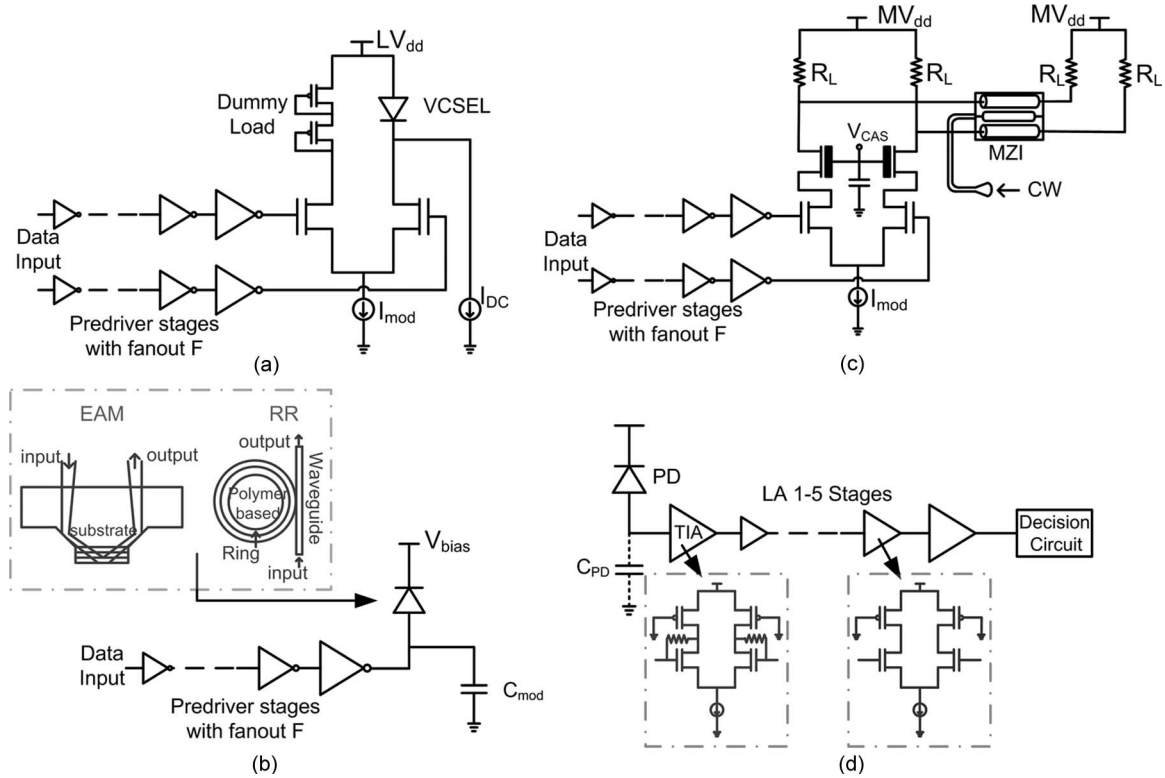 LVdd
Dummy
Load
VCSEL
Data
Input
Imod
IDC
Predriver stages
with fanout F
(a)
MVdd
MVdd
RL
RL
RL
RL
VCAS
MZI
CW
Data
Input
Imod
Predriver stages
with fanout F
(c)
EAM
RR
input
output
output
substrate
Polymer
based
Waveguide
Ring
input
Vbias
Data
Input
Cmod
Predriver stages
with fanout F
(b)
PD
LA 1-5 Stages
TIA
Decision
Circuit
CPD
(d)